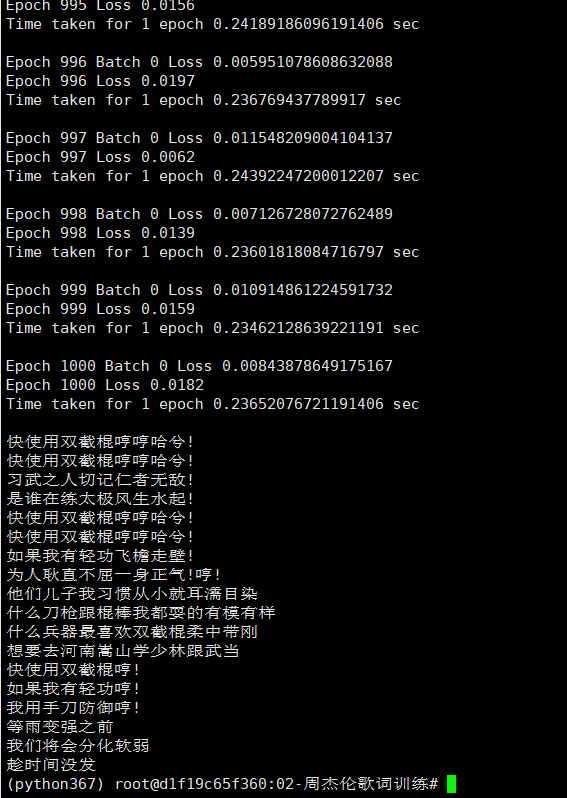 Epoch 995 Loss 0.0156
Time taken for 1 epoch 0.24189186096191406 sec
Epoch 996 Batch 0 Loss 0.005951078608632088
Epoch 996 Loss 0.0197
Time taken for 1 epoch 0.236769437789917 sec
Epoch 997 Batch 0 Loss 0.011548209004104137
Epoch 997 Loss 0.0062
Time taken for 1 epoch 0.24392247200012207 sec
Epoch 998 Batch 0 Loss 0.007126728072762489
Epoch 998 Loss 0.0139
Time taken for 1 epoch 0.23601818084716797 sec
Epoch 999 Batch 0 Loss 0.010914861224591732
Epoch 999 Loss 0.0159
Time taken for 1 epoch 0.23462128639221191 sec
Epoch 1000 Batch 0 Loss 0.00843878649175167
Epoch 1000 Loss 0.0182
Time taken for 1 epoch 0.23652076721191406 sec
快使用双截棍哼哼哈兮!
快使用双截棍哼哼哈兮!
习武之人切记仁者无敌!
是谁在练太极风生水起!
快使用双截棍哼哼哈兮!
快使用双截棍哼哼哈兮!
如果我有轻功飞檐走壁!
为人耿直不屈一身正气!哼!
他们儿子我习惯从小就耳濡目染
什么刀枪跟棍棒我都耍的有模有样
什么兵器最喜欢双截棍柔中带刚
想要去河南嵩山学少林跟武当
快使用双截棍哼!
如果我有轻功哼!
我用手刀防御哼!
等雨变强之前
我们将会分化软弱
趁时间没发
(python367) root@d1f19c65f360:02-周杰伦歌词训练#